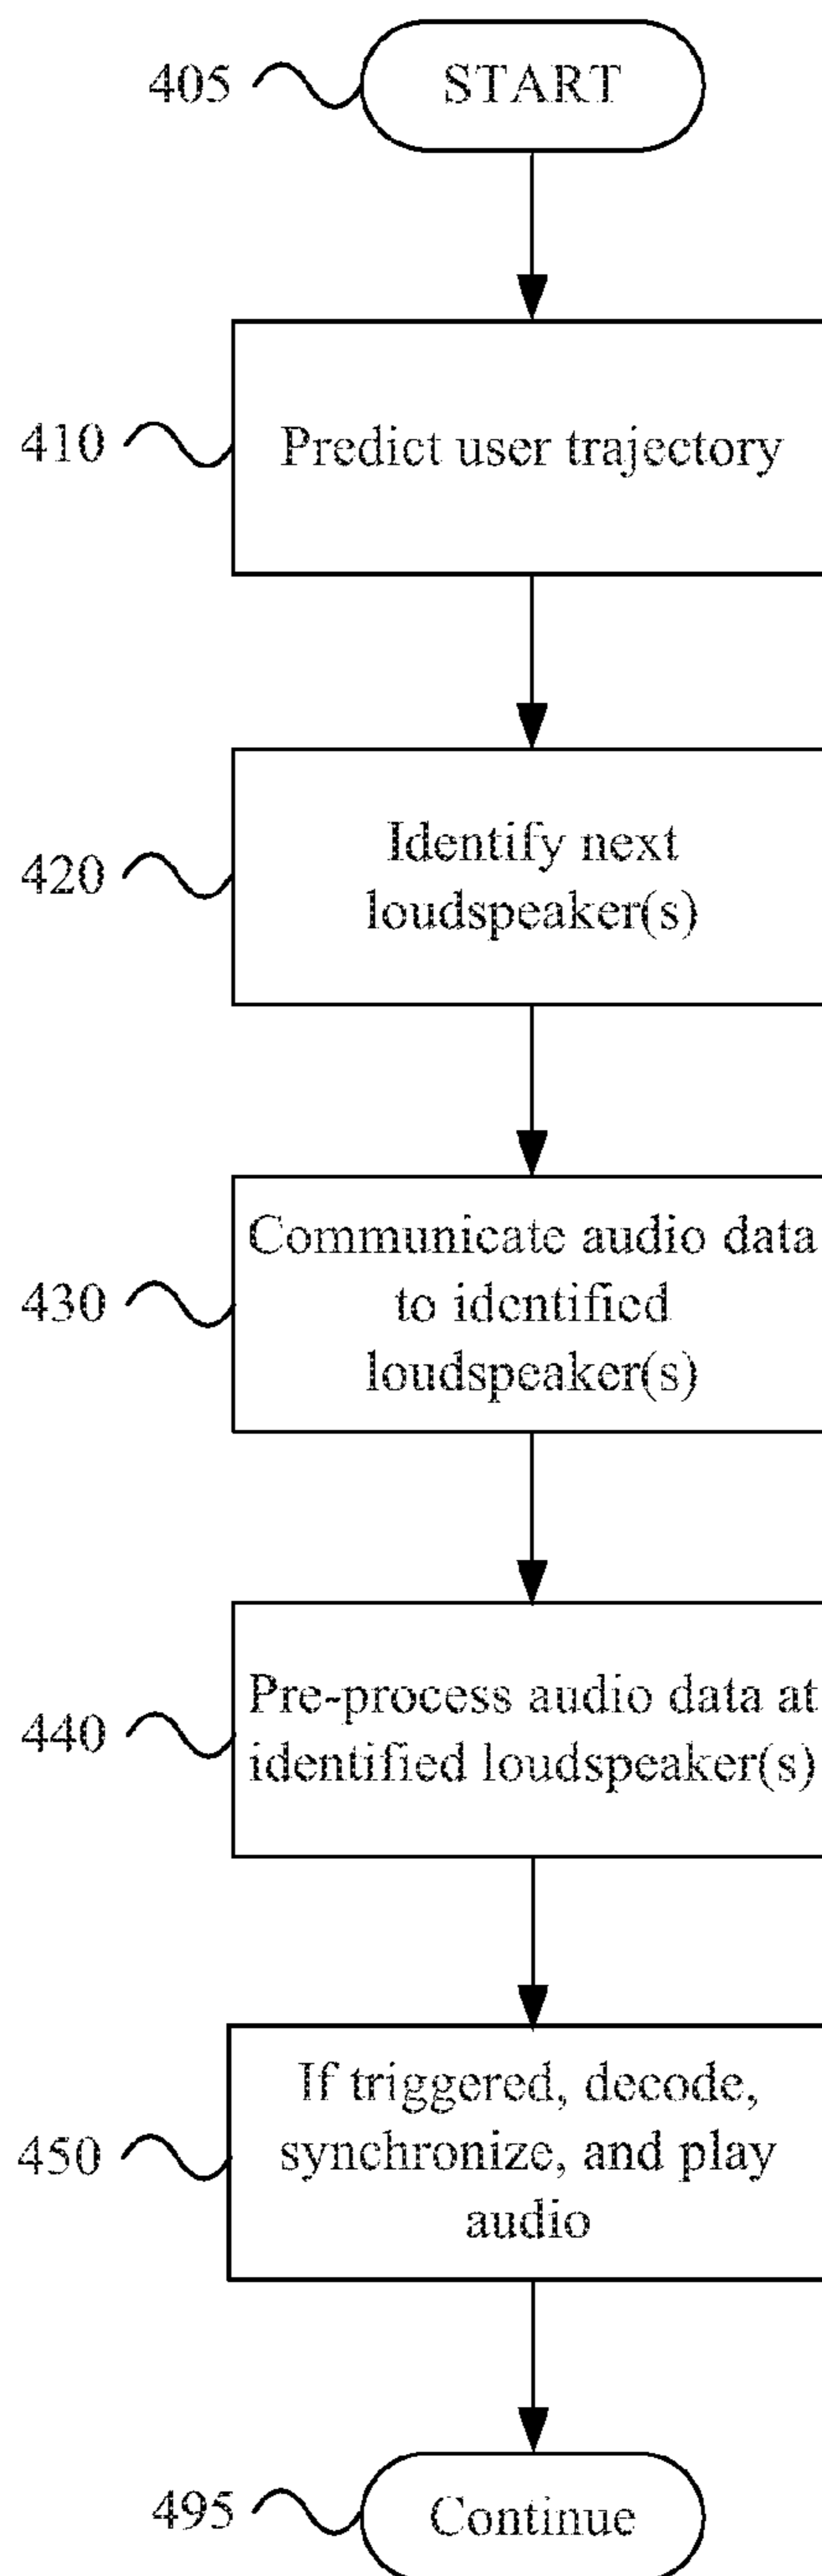 405 START
410 Predict user trajectory
420 Identify next
loudspeaker(s)
Communicate audio data
430 to identified
loudspeaker(s)
Pre-process audio data at
440 identified loudspeaker(s)
If triggered, decode,
450 synchronize, and play
audio
495 Continue